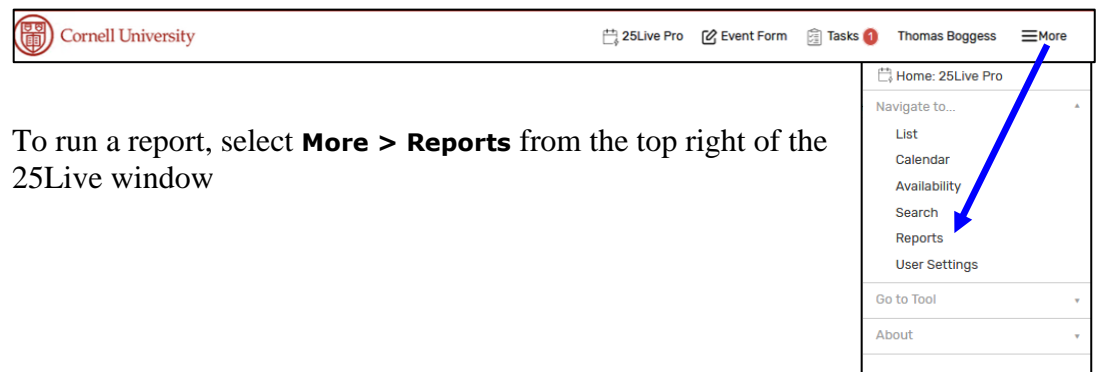 Cornell University 25Live Pro Event Form Tasks 1 Thomas Boggess More
Home: 25Live Pro
Navigate to...
List
Calendar
Availability
Search
Reports
User Settings
Go to Tool
About
To run a report, select More > Reports from the top right of the
25Live window